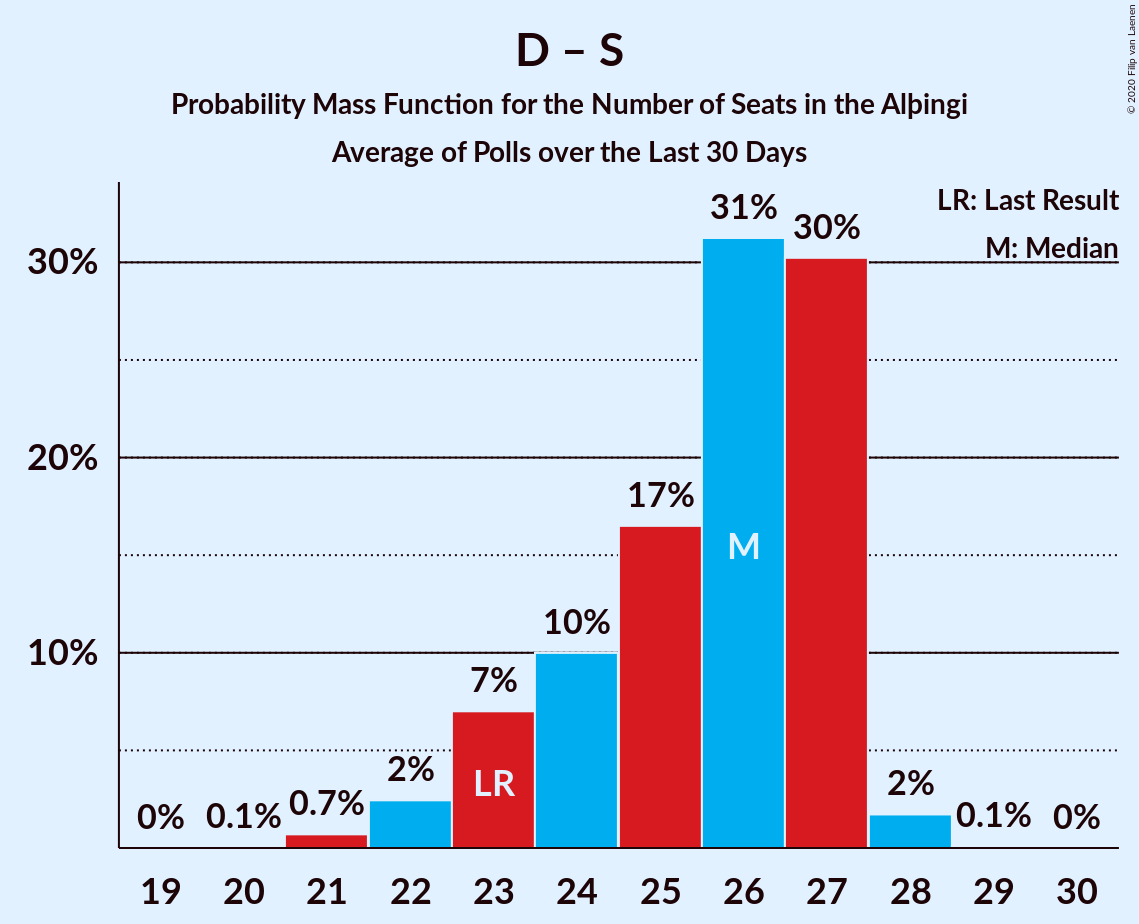 D – S
Probability Mass Function for the Number of Seats in the Alþingi
Average of Polls over the Last 30 Days
© 2020 Filip van Laenen
LR: Last Result
M: Median
30%
20%
10%
0%
0.1%
0.7%
2%
7%
10%
17%
31%
30%
2%
0.1%
0%
LR
M
19 20 21 22 23 24 25 26 27 28 29 30